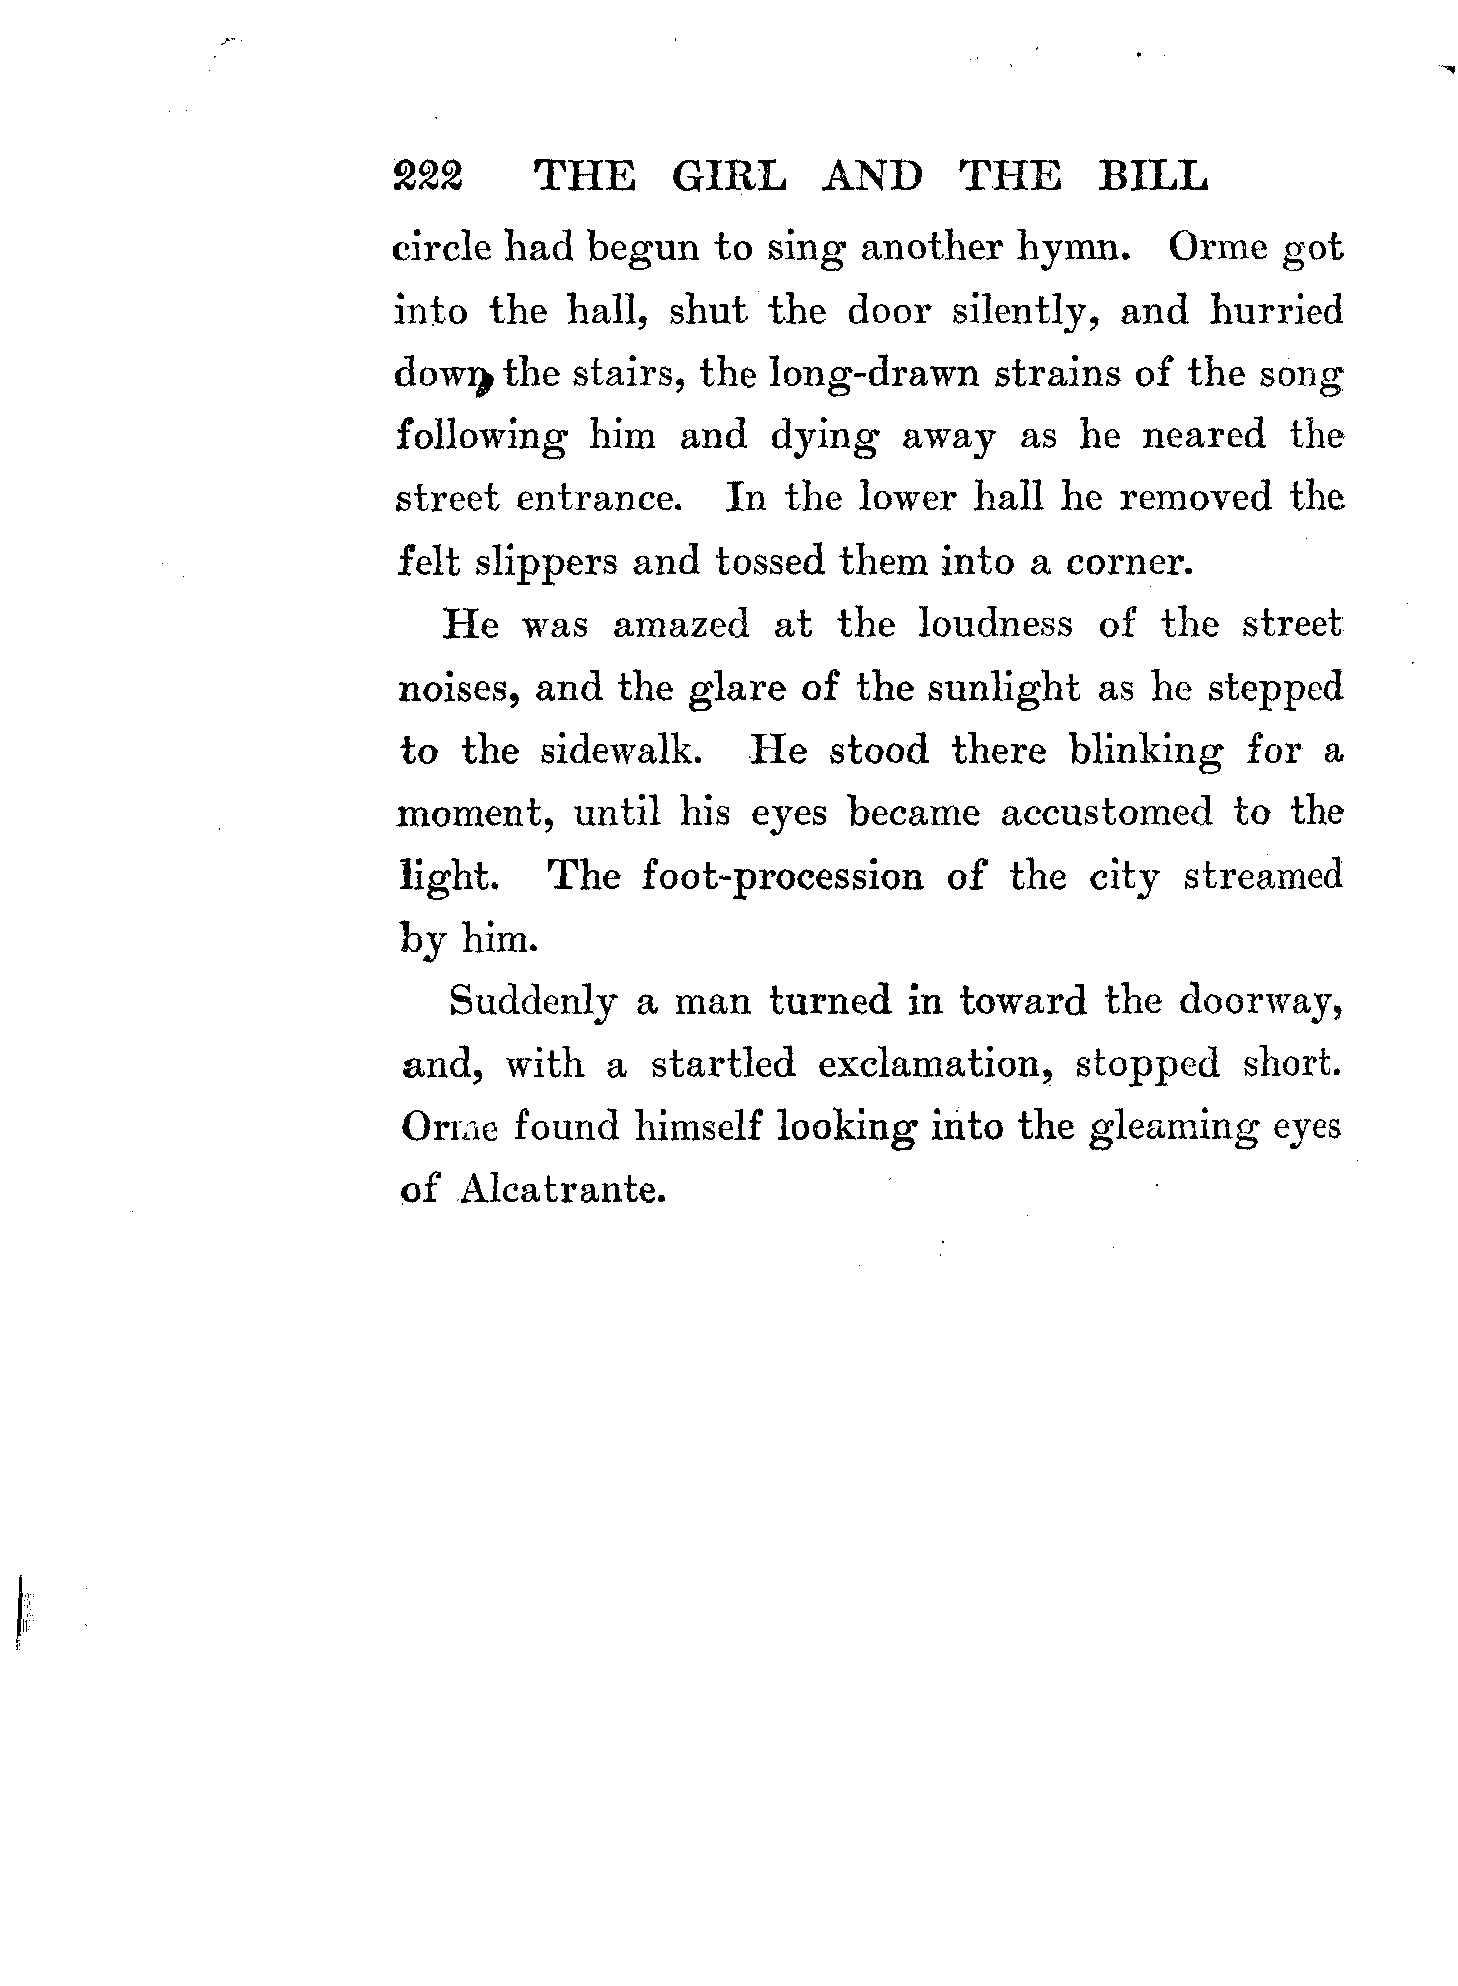 222 THE GIRL AND THE BILL
circle had begun to sing another hymn. Orme got
into the hall, shut the door silently, and hurried
down the stairs, the long-drawn strains of the song
following him and dying away as he neared the
street entrance. In the lower hall he removed the
felt slippers and tossed them into a corner.
He was amazed at the loudness of the street
noises, and the glare of the sunlight as he stepped
to the sidewalk. He stood there blinking for a
moment, until his eyes became accustomed to the
light. The foot-procession of the city streamed
by him.
Suddenly a man turned in toward the doorway,
and, with a startled exclamation, stopped short.
Orme found himself looking into the gleaming eyes
of Alcatrante.